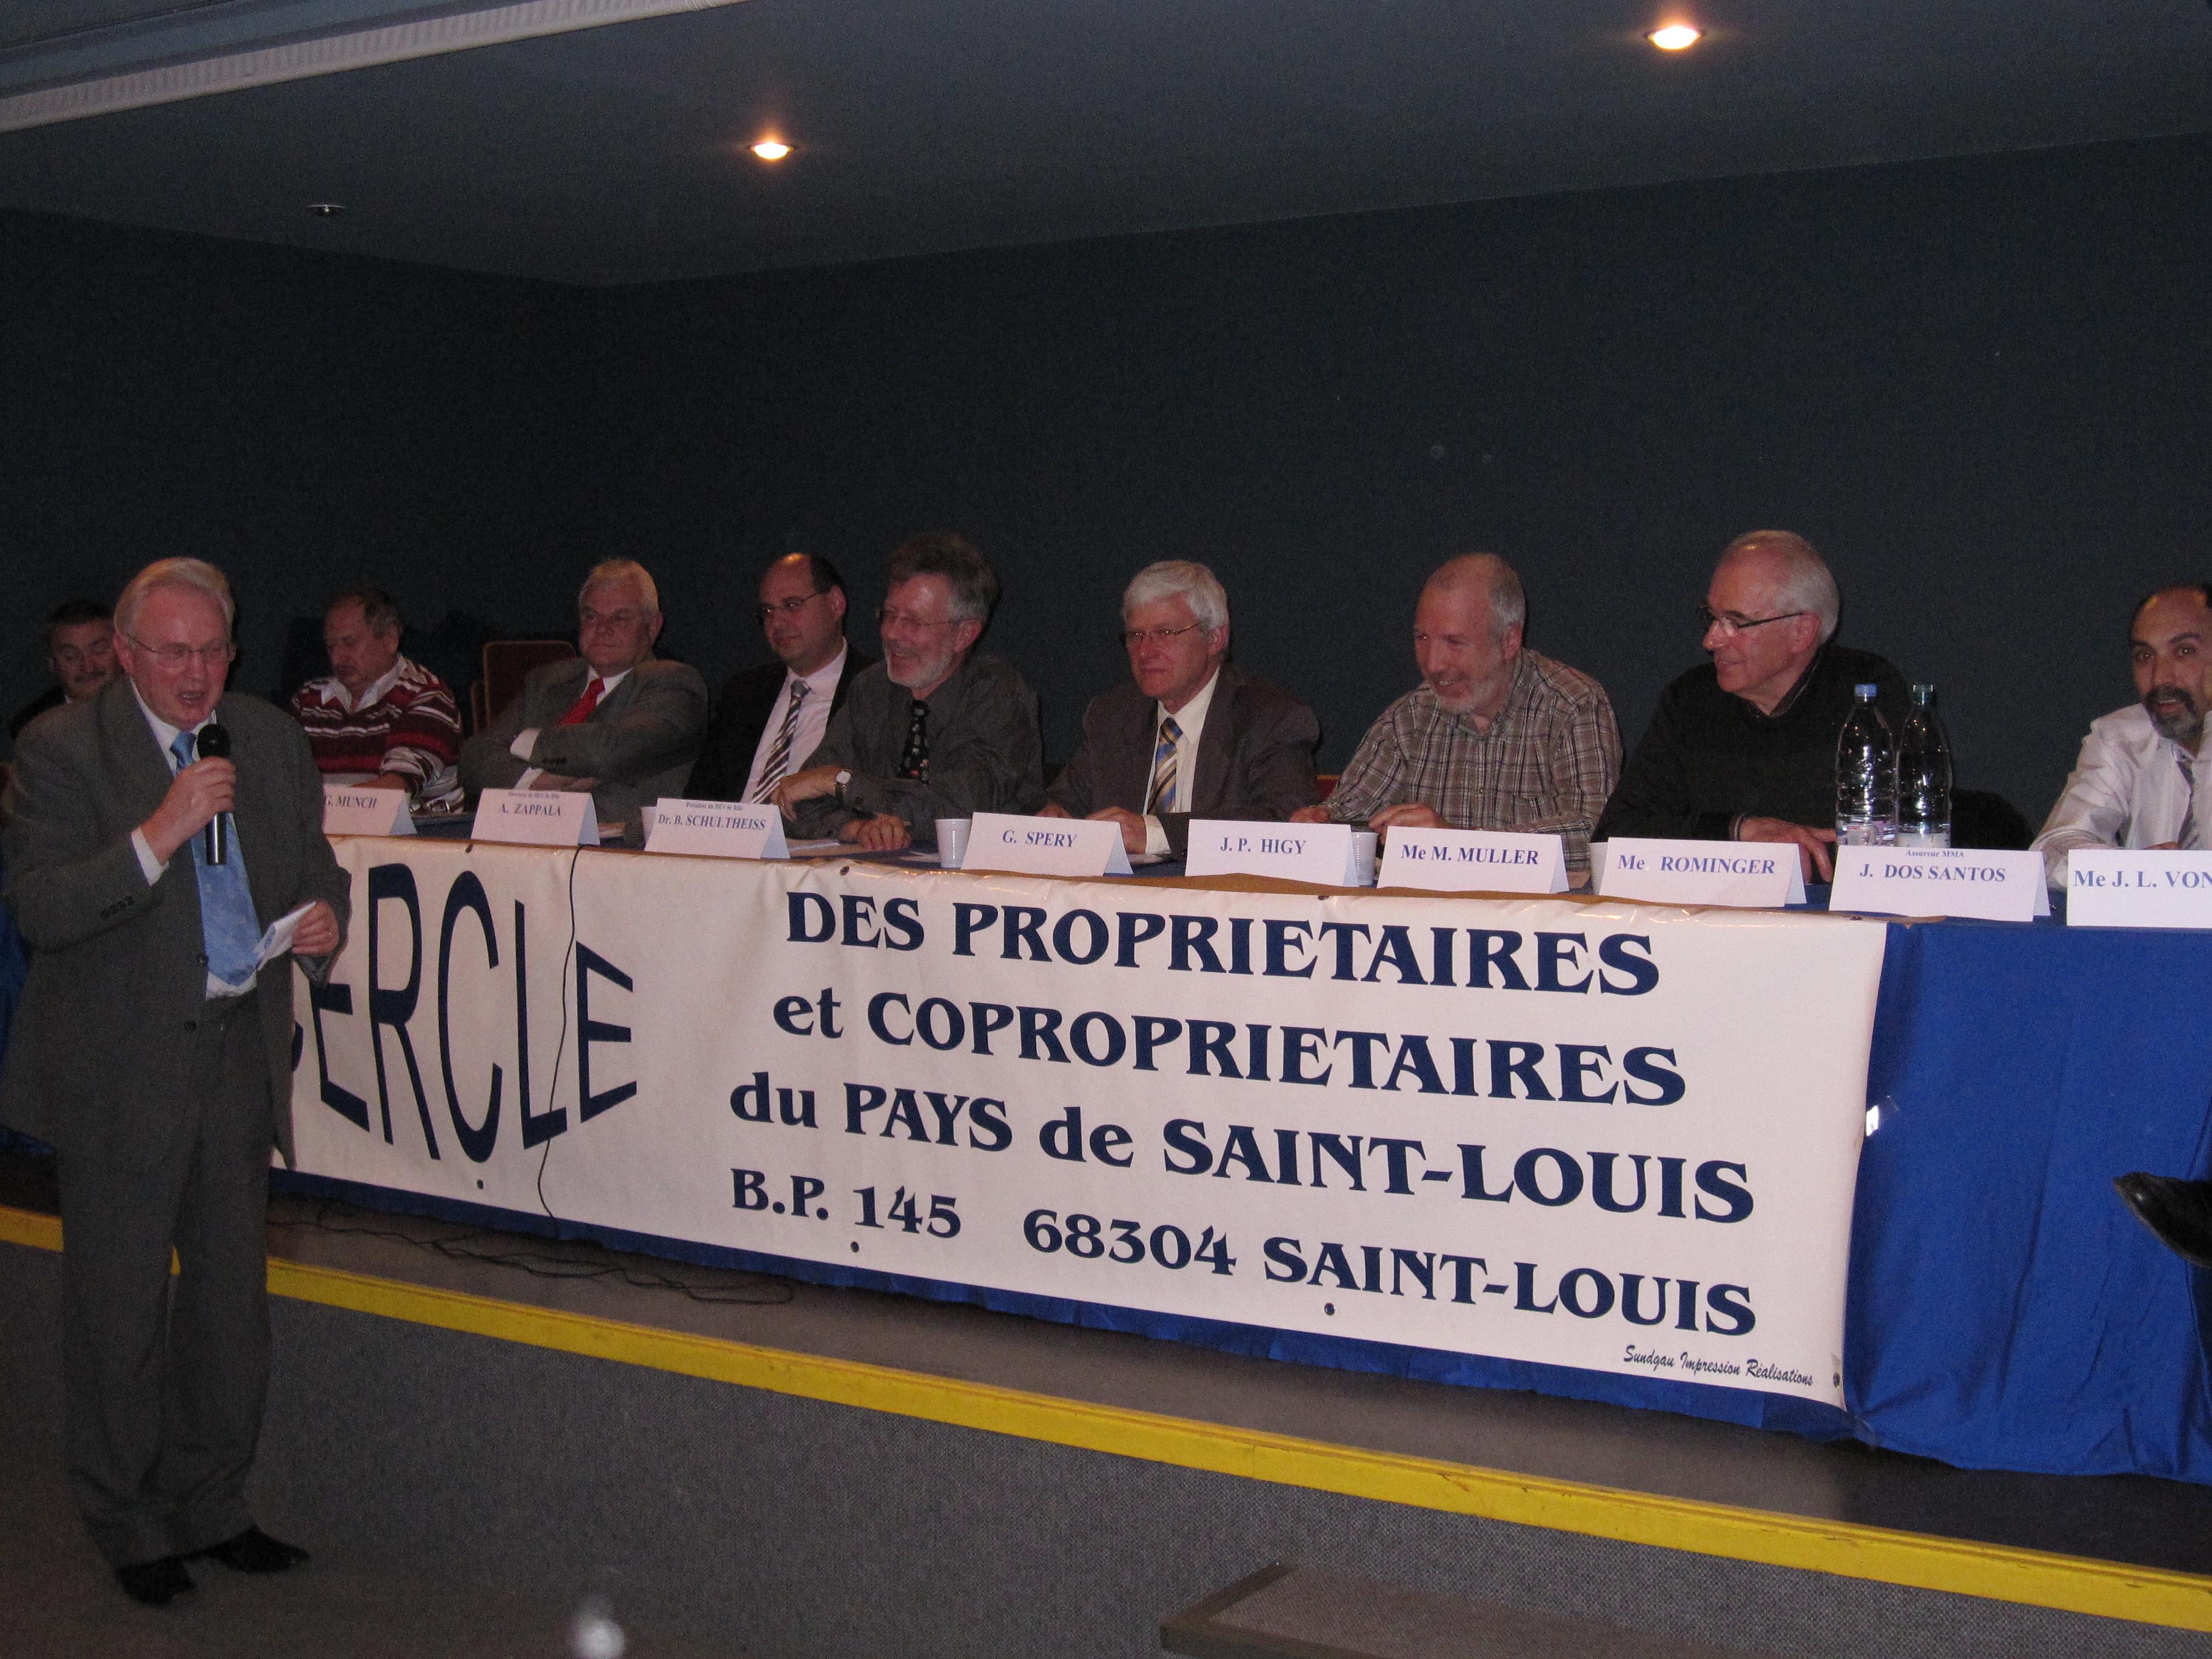 G. MUNCH
A. ZAPPALA
Dr. B. SCHULTHEISS
G. SPERY
J. P. HIGY
Me M. MULLER
Me ROMINGER
Assureur MMA
J. DOS SANTOS
Me J. L. VON
CERCLE
DES PROPRIETAIRES
et COPROPRIETAIRES
du PAYS de SAINT-LOUIS
B.P. 145 68304 SAINT-LOUIS
Sundgau Impression Réalisations